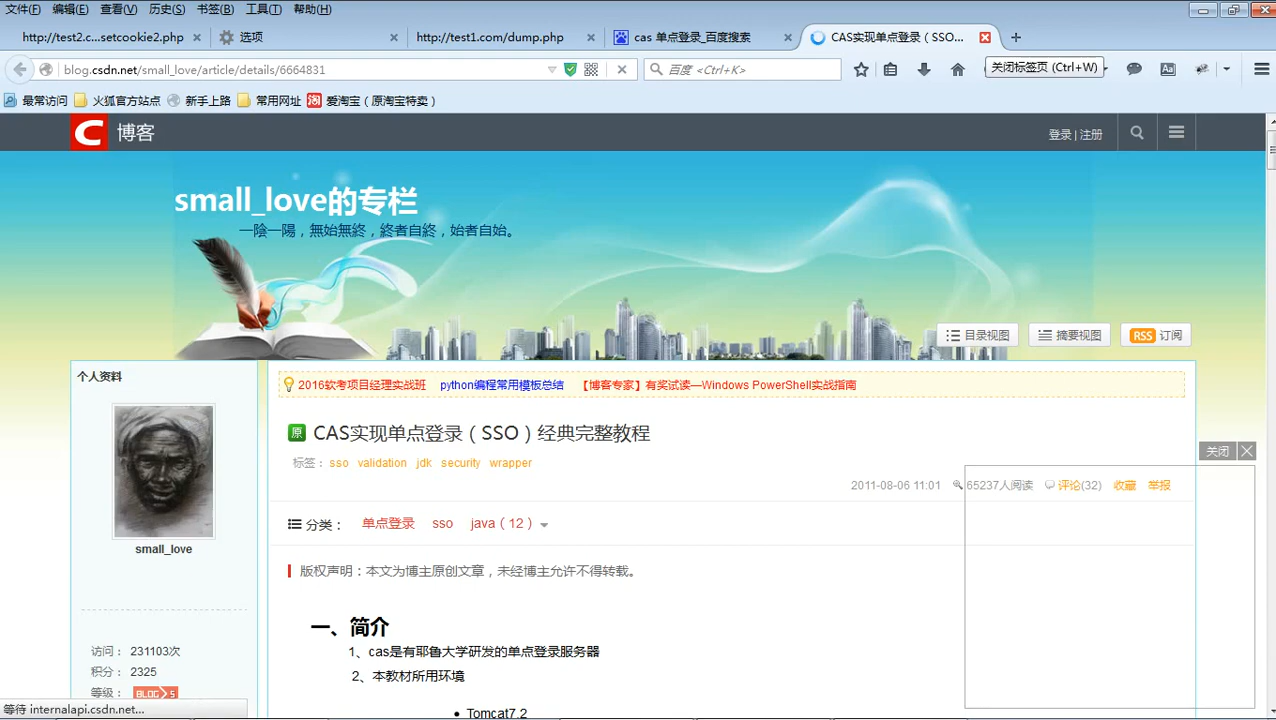 文件(F) 编辑(E) 查看(V) 历史(S) 书签(B) 工具(T) 帮助(H)
http://test2.c...setcookie2.php 选项 http://test1.com/dump.php cas 单点登录_百度搜索 CAS实现单点登录（SSO...
blog.csdn.net/small_love/article/details/6664831 百度 <Ctrl+K> 关闭标签页 (Ctrl+W)
最常访问 火狐官方站点 新手上路 常用网址 淘 爱淘宝（原淘宝特卖）
C 博客 登录 | 注册
small_love的专栏
一陰一陽，無始無終，終者自終，始者自始。
目录视图 摘要视图 RSS 订阅
个人资料
2016软考项目经理实战班 python编程常用模板总结 【博客专家】有奖试读—Windows PowerShell实战指南
原 CAS实现单点登录（SSO）经典完整教程
关闭
标签： sso validation jdk security wrapper
2011-08-06 11:01 65237人阅读 评论(32) 收藏 举报
分类： 单点登录 sso java（12）
small_love
版权声明：本文为博主原创文章，未经博主允许不得转载。
一、简介
1、cas是有耶鲁大学研发的单点登录服务器
访问： 231103次
2、本教材所用环境
积分： 2325
等级： BLOG 5
等待 internalapi.csdn.net...
• Tomcat7.2